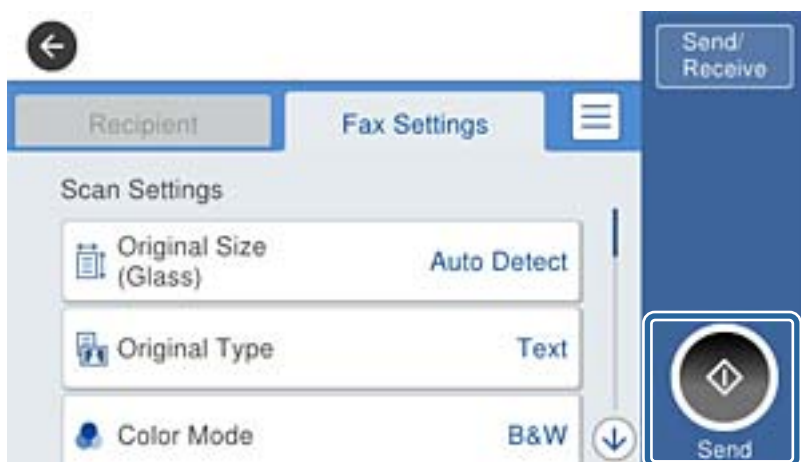 Send/
Receive
Recipient
Fax Settings
Scan Settings
Original Size
(Glass)
Auto Detect
Original Type
Text
Color Mode
B&W
Send